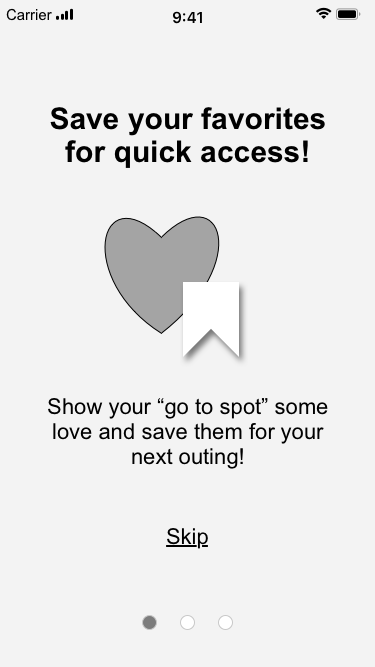 Carrier 9:41
Save your favorites
for quick access!
Show your “go to spot” some
love and save them for your
next outing!
Skip